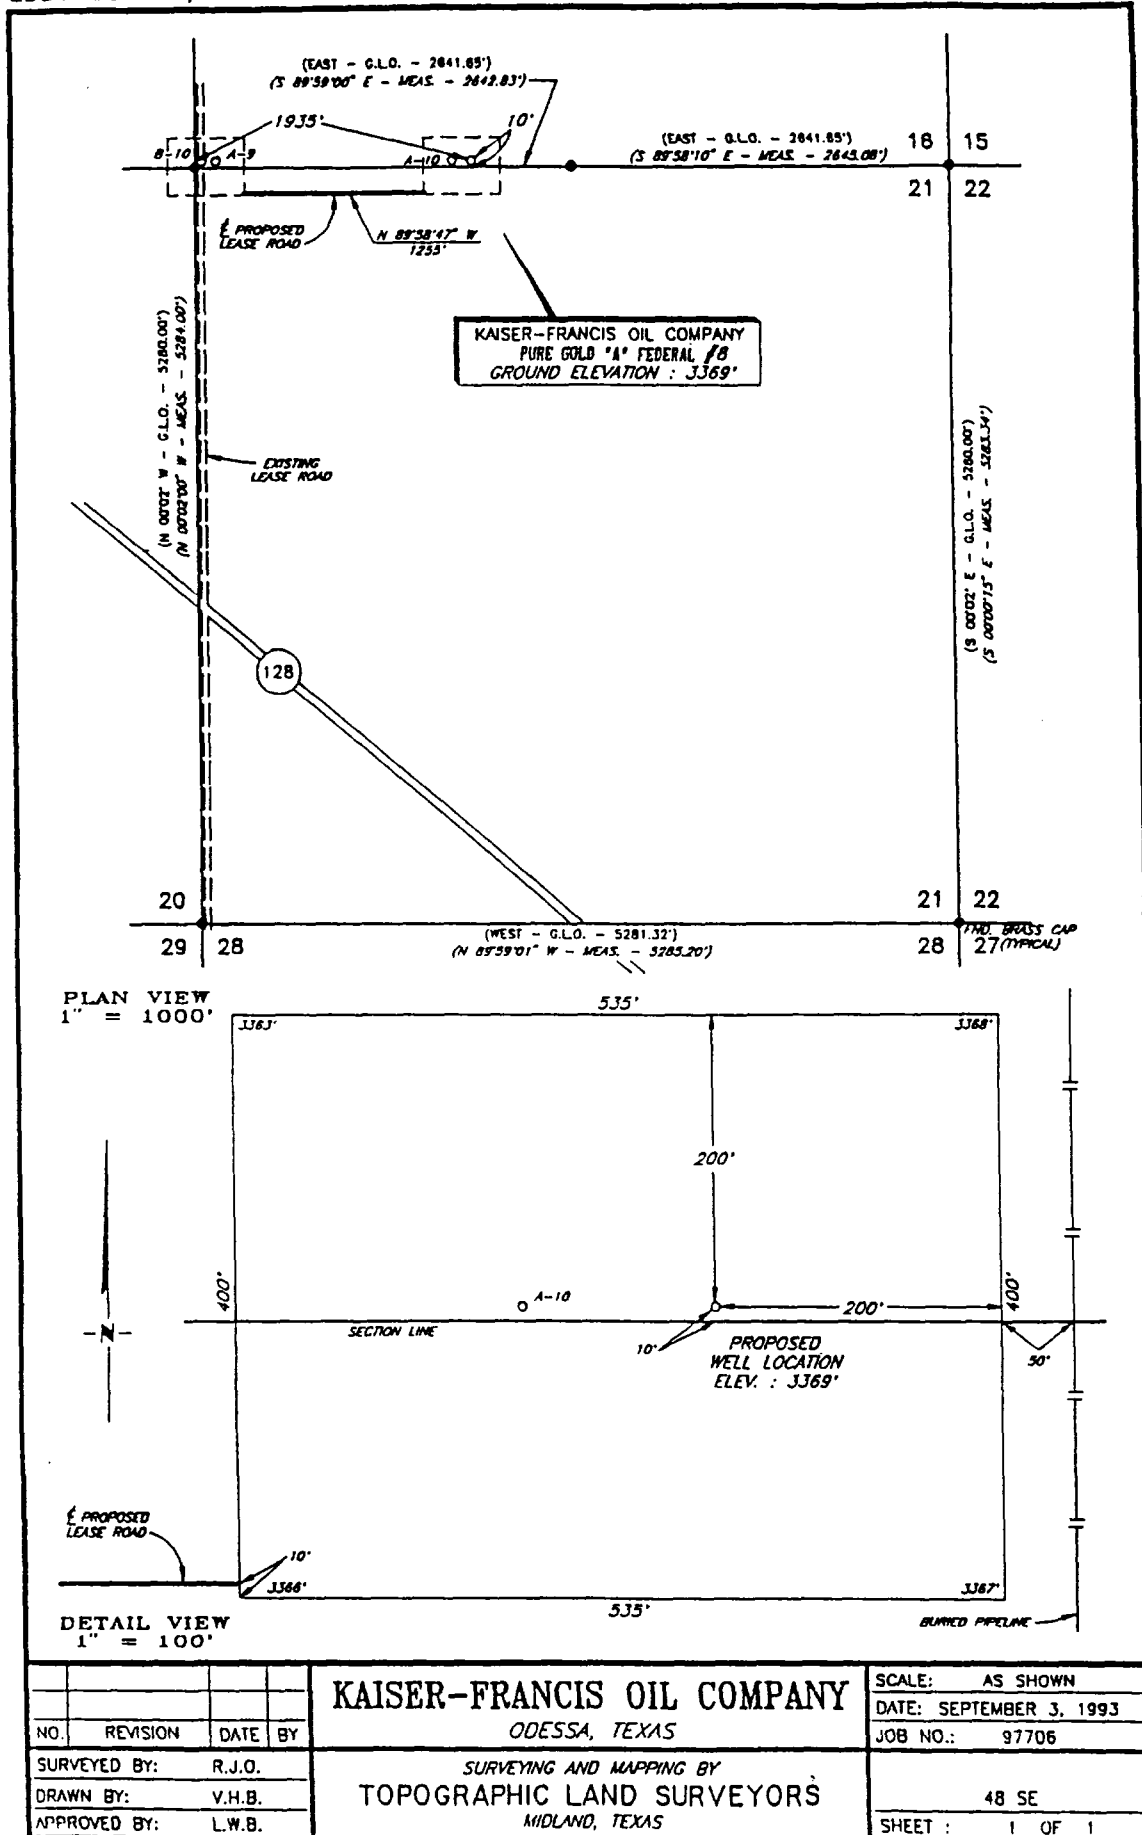 (EAST - G.L.O. - 2641.65')
(S 89°59'00" E - MEAS. - 2642.83')
1935'
10'
(EAST - G.L.O. - 2641.65')
(S 89°58'10" E - MEAS. - 2645.08')
16 15
21 22
B-10
A-9
A-10
℄ PROPOSED
LEASE ROAD
N 89°58'47" W
1255'
KAISER-FRANCIS OIL COMPANY
PURE GOLD "A" FEDERAL #8
GROUND ELEVATION : 3369'
(N 00°02' W - G.L.O. - 5280.00')
(N 00°02'00" W - MEAS. - 5284.00')
EXISTING
LEASE ROAD
(S 00°02' E - G.L.O. - 5280.00')
(S 00°00'15" E - MEAS. - 5283.34')
128
20
29 28
21 22
28 27
FND. BRASS CAP
(TYPICAL)
(WEST - G.L.O. - 5281.32')
(N 89°59'01" W - MEAS. - 5285.20')
PLAN VIEW
1" = 1000'
535'
3363'
3368'
200'
400'
A-10
200'
400'
SECTION LINE
10'
PROPOSED
WELL LOCATION
ELEV. : 3369'
50'
N
℄ PROPOSED
LEASE ROAD
10'
3366'
3367'
535'
BURIED PIPELINE
DETAIL VIEW
1" = 100'
NO. REVISION DATE BY
SURVEYED BY: R.J.O.
DRAWN BY: V.H.B.
APPROVED BY: L.W.B.
KAISER-FRANCIS OIL COMPANY
ODESSA, TEXAS
SURVEYING AND MAPPING BY
TOPOGRAPHIC LAND SURVEYORS
MIDLAND, TEXAS
SCALE: AS SHOWN
DATE: SEPTEMBER 3, 1993
JOB NO.: 97706
48 SE
SHEET : 1 OF 1